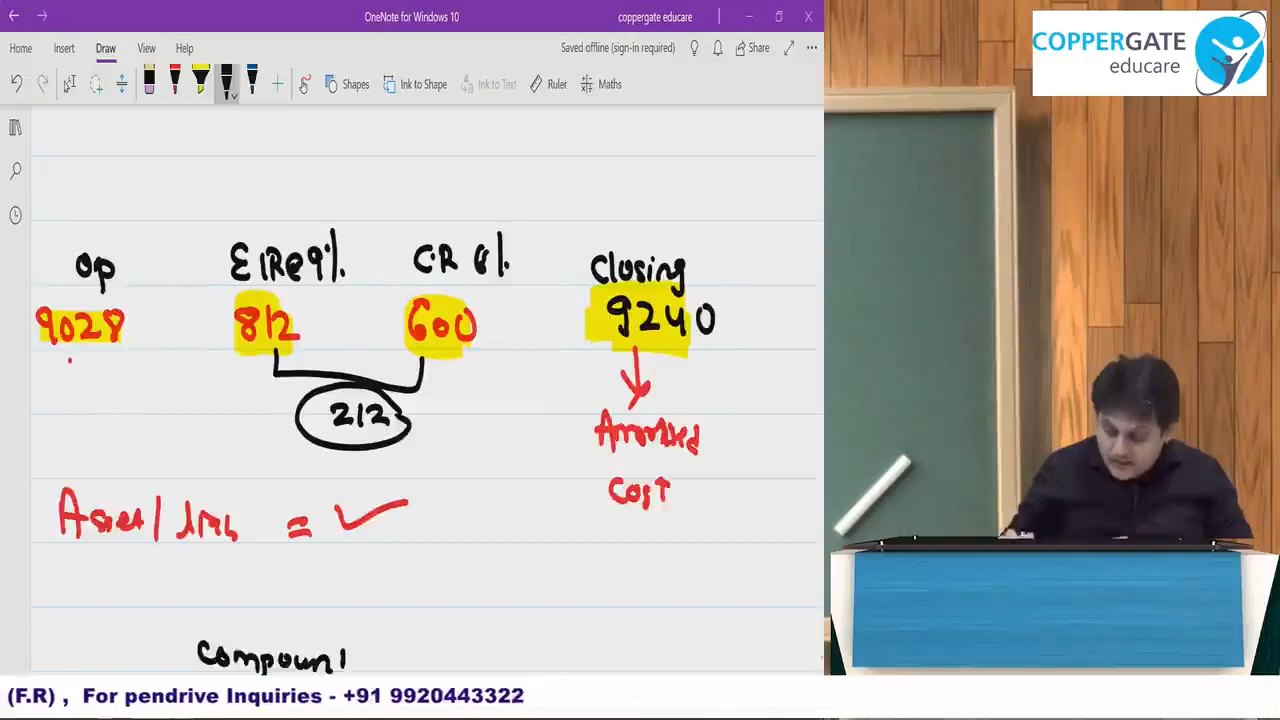 OneNote for Windows 10
coppergate educare
Home Insert Draw View Help
Saved offline (sign-in required)
Share
Shapes
Ink to Shape
Ink to Text
Ruler
Maths
COPPERGATE
educare
Op EIR@9% CR 6% Closing
9028 812 600 9240
212
Amortised
Cost
Asset/ =
Compoun
(F.R) , For pendrive Inquiries - +91 9920443322